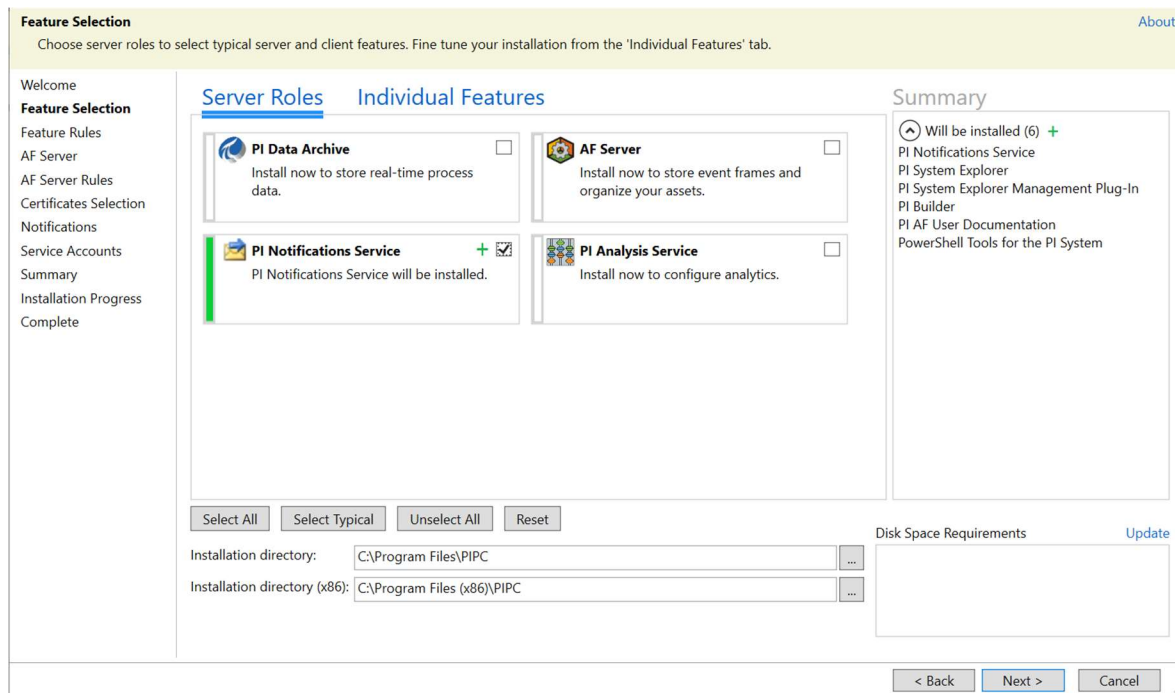 Feature Selection
About
Choose server roles to select typical server and client features. Fine tune your installation from the 'Individual Features' tab.
Welcome
Feature Selection
Feature Rules
AF Server
AF Server Rules
Certificates Selection
Notifications
Service Accounts
Summary
Installation Progress
Complete
Server Roles
Individual Features
PI Data Archive
Install now to store real-time process
data.
AF Server
Install now to store event frames and
organize your assets.
PI Notifications Service
PI Notifications Service will be installed.
PI Analysis Service
Install now to configure analytics.
Summary
Will be installed (6) +
PI Notifications Service
PI System Explorer
PI System Explorer Management Plug-In
PI Builder
PI AF User Documentation
PowerShell Tools for the PI System
Select All
Select Typical
Unselect All
Reset
Installation directory:
C:\Program Files\PIPC
...
Installation directory (x86):
C:\Program Files (x86)\PIPC
...
Disk Space Requirements
Update
< Back
Next >
Cancel